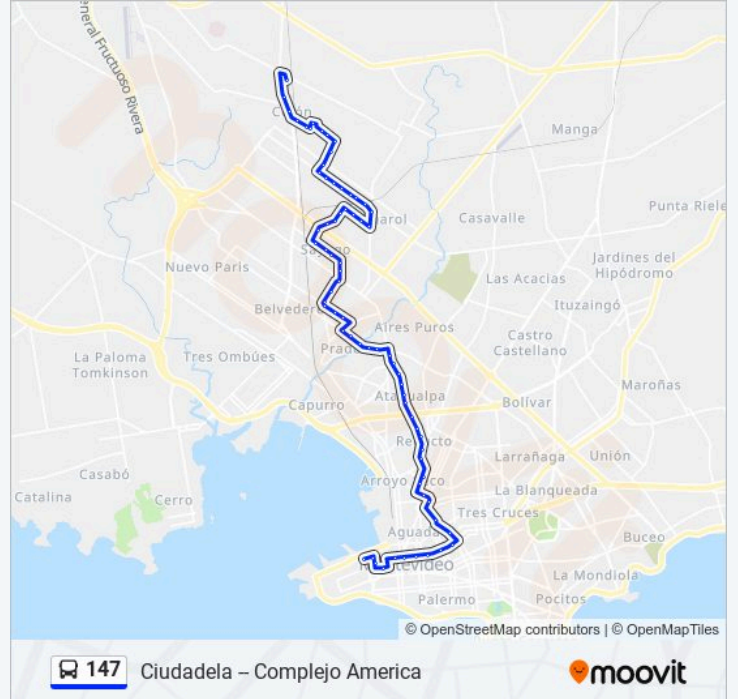 General Fructuoso Rivera
Colón
Manga
Peñarol
Casavalle
Punta Riele
Sayago
Nuevo Paris
Jardines del
Hipódromo
Las Acacias
Ituzaingó
Belvedere
Aires Puros
Castro
Castellano
Prado
La Paloma
Tomkinson
Tres Ombúes
Maroñas
Atahualpa
Capurro
Bolívar
Reducto
Larrañaga
Unión
Casabó
Arroyo Seco
La Blanqueada
Catalina
Cerro
Tres Cruces
Aguada
Buceo
Montevideo
La Mondiola
Palermo
Pocitos
© OpenStreetMap contributors | © OpenMapTiles
147 Ciudadela – Complejo America
moovit